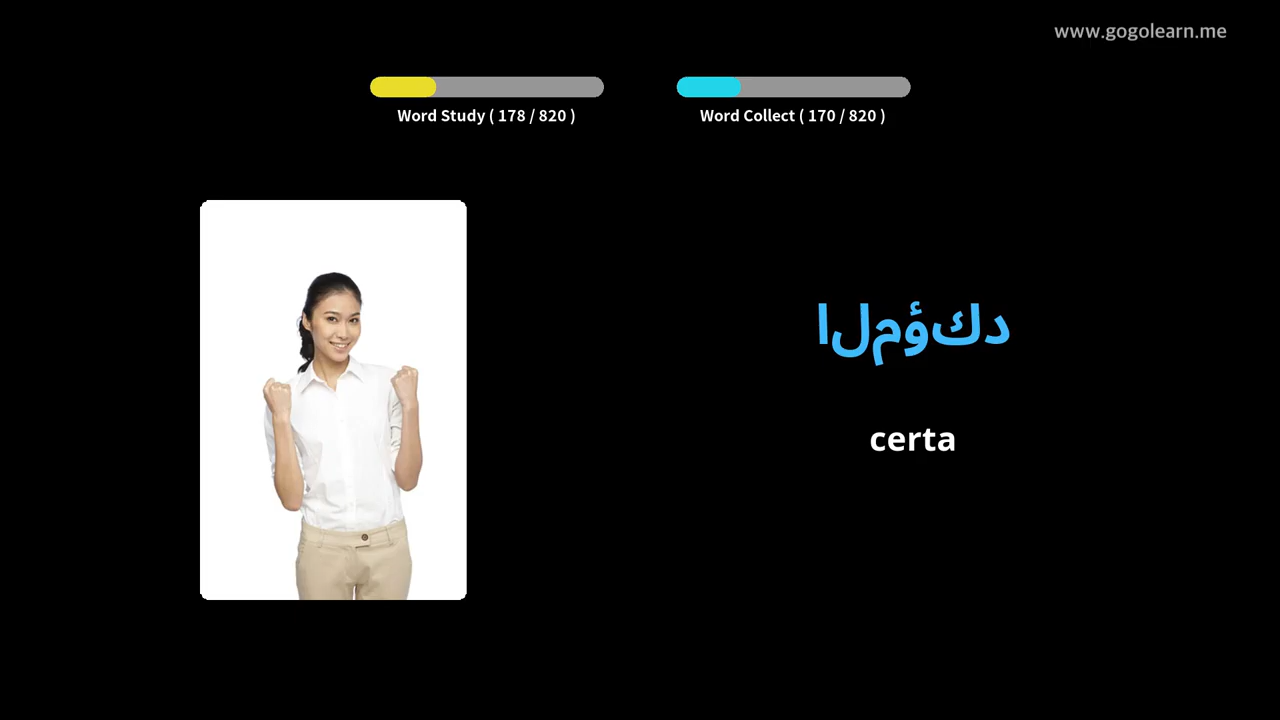 www.gogolearn.me
Word Study ( 178 / 820 )
Word Collect ( 170 / 820 )
المؤكد
certa